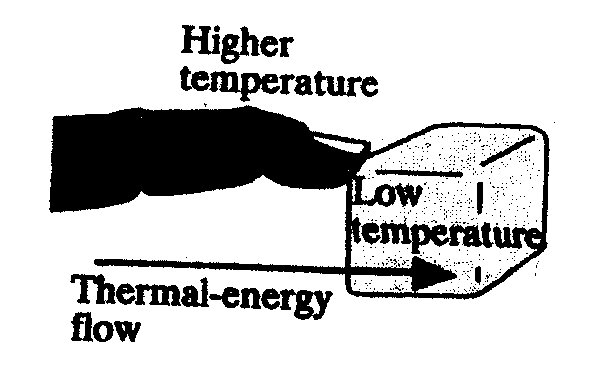 Higher
temperature
Low
temperature
Thermal-energy
flow